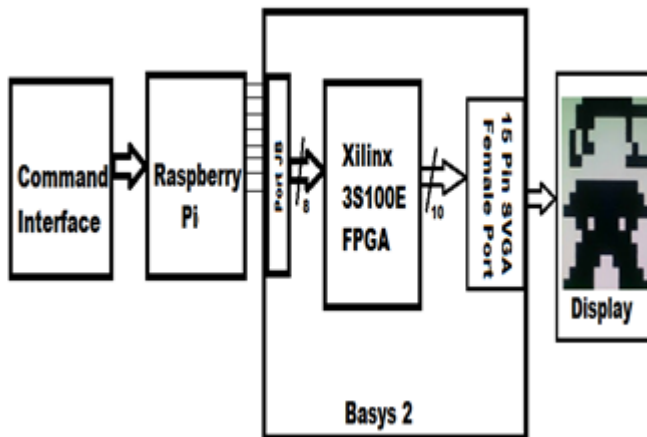 Command
Interface
Raspberry
Pi
Port JB
8
Xilinx
3S100E
FPGA
10
15 Pin SVGA
Female Port
Display
Basys 2